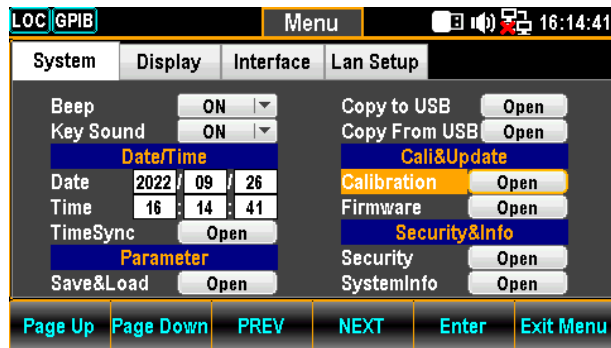 LOC GPIB Menu 16:14:41
System Display Interface Lan Setup
Beep ON Copy to USB Open
Key Sound ON Copy From USB Open
Date/Time Cali&Update
Date 2022 / 09 / 26 Calibration Open
Time 16 : 14 : 41 Firmware Open
TimeSync Open Security&Info
Parameter Security Open
Save&Load Open SystemInfo Open
Page Up Page Down PREV NEXT Enter Exit Menu